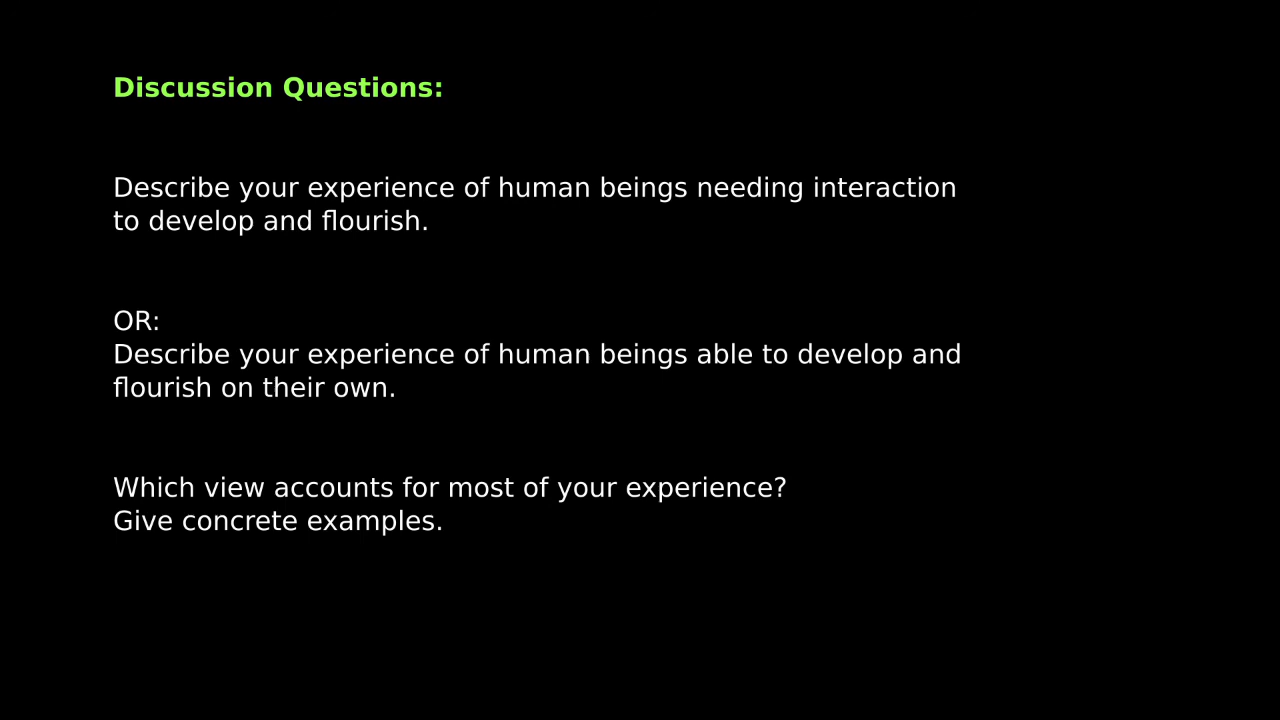 Discussion Questions:
Describe your experience of human beings needing interaction
to develop and flourish.
OR:
Describe your experience of human beings able to develop and
flourish on their own.
Which view accounts for most of your experience?
Give concrete examples.